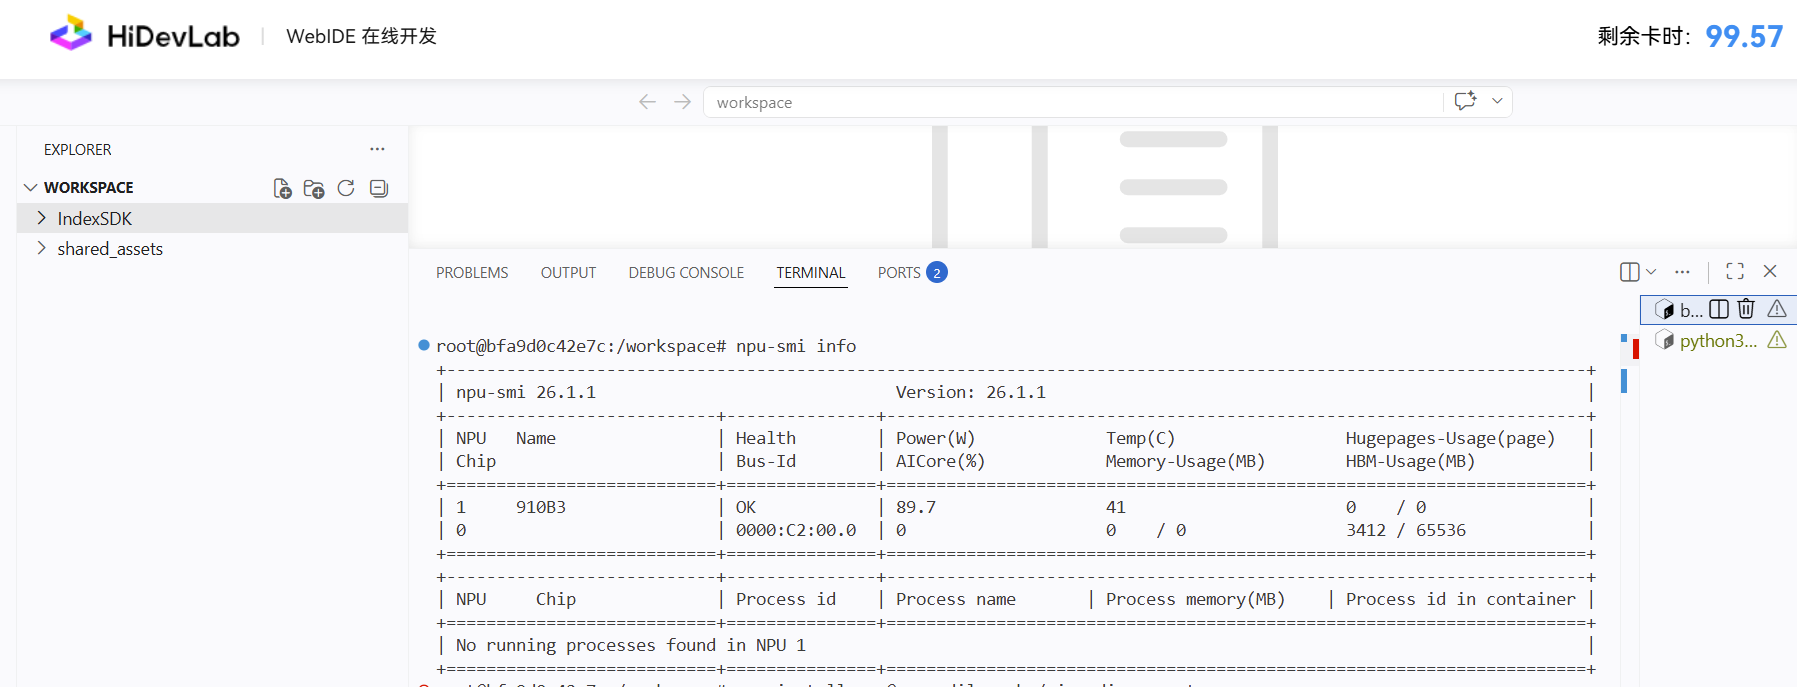 HiDevLab | WebIDE 在线开发
剩余卡时： 99.57
workspace
EXPLORER ...
WORKSPACE
IndexSDK
shared_assets
PROBLEMS OUTPUT DEBUG CONSOLE TERMINAL PORTS 2
b...
python3...
root@bfa9d0c42e7c:/workspace# npu-smi info
+------------------------------------------------------------------------------------------------+
| npu-smi 26.1.1 Version: 26.1.1 |
+---------------------------+---------------+----------------------------------------------------+
| NPU Name | Health | Power(W) Temp(C) Hugepages-Usage(page) |
| Chip | Bus-Id | AICore(%) Memory-Usage(MB) HBM-Usage(MB) |
+===========================+===============+====================================================+
| 1 910B3 | OK | 89.7 41 0 / 0 |
| 0 | 0000:C2:00.0 | 0 0 / 0 3412 / 65536 |
+===========================+===============+====================================================+
+---------------------------+---------------+----------------------------------------------------+
| NPU Chip | Process id | Process name | Process memory(MB) | Process id in container |
+===========================+===============+====================================================+
| No running processes found in NPU 1 |
+===========================+===============+====================================================+